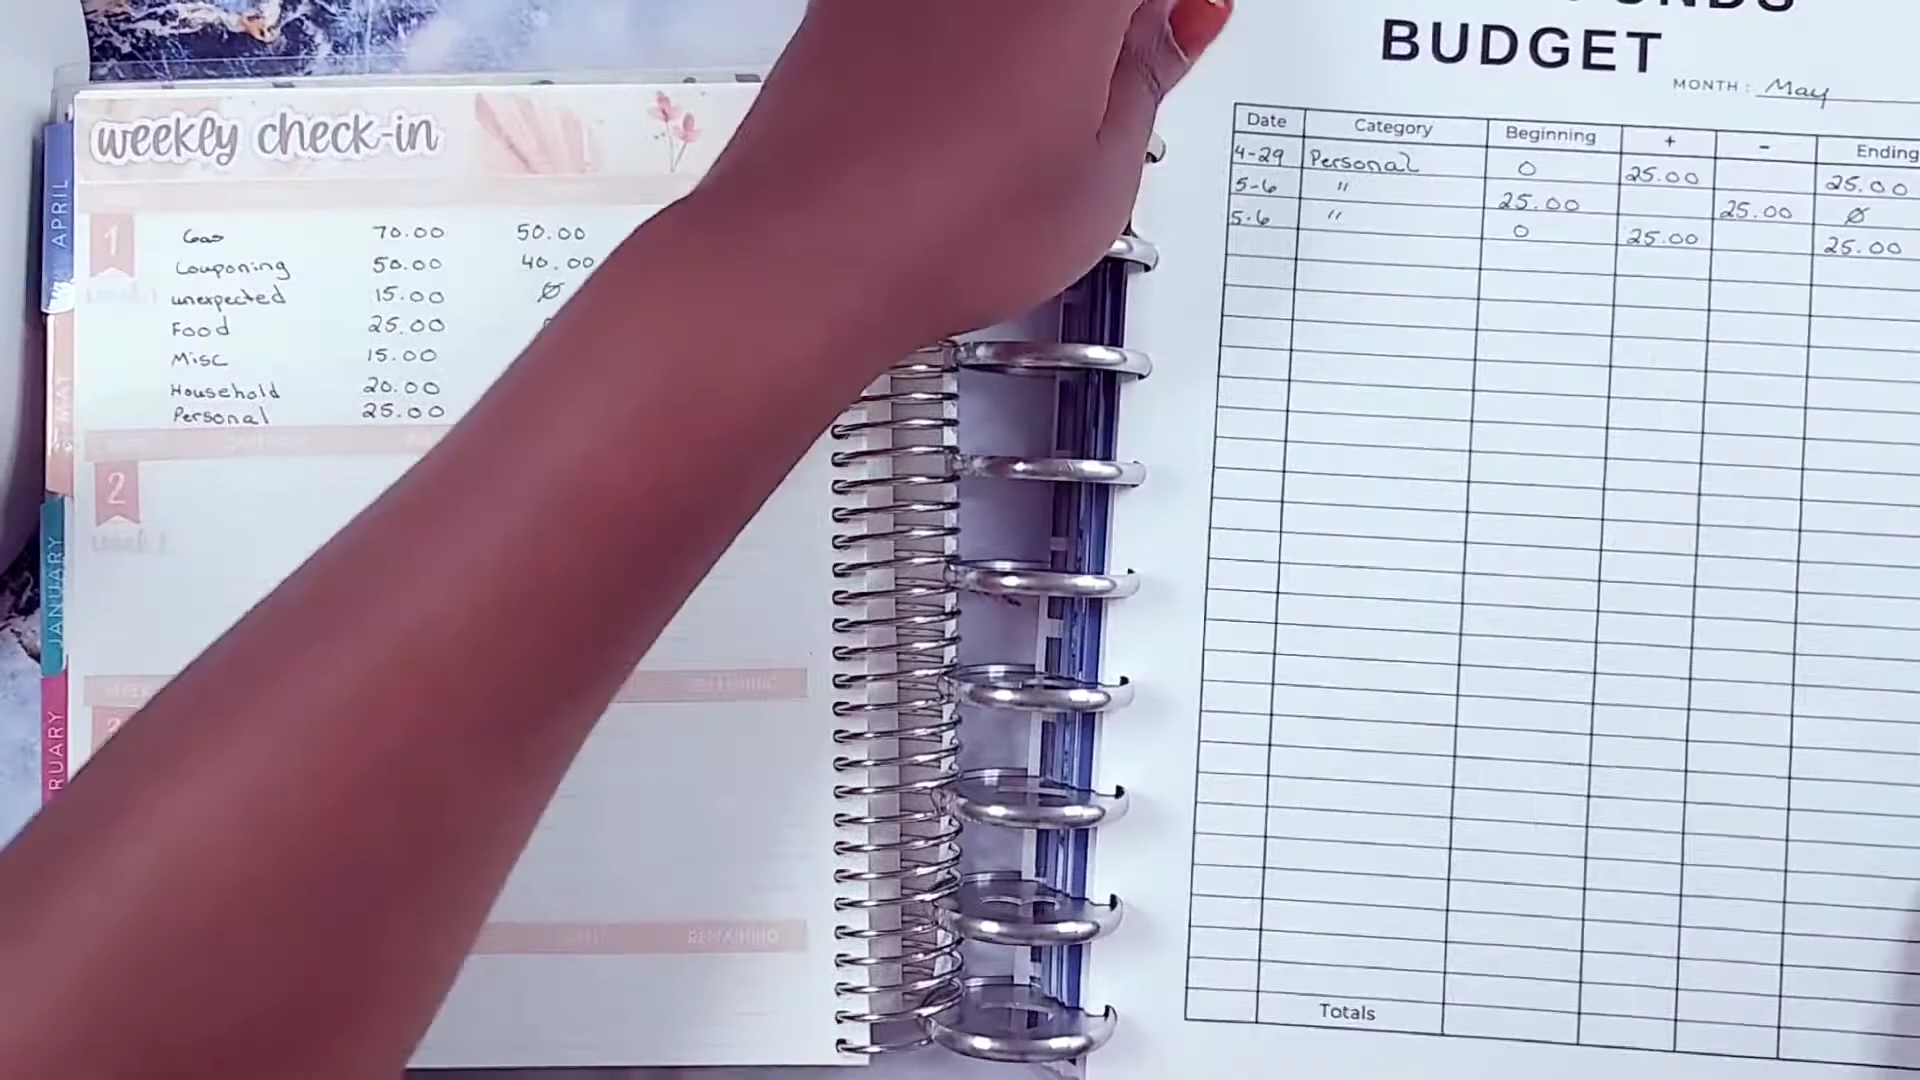 weekly check-in
1
Gas 70.00 50.00
Couponing 50.00 40.00
unexpected 15.00 Ø
Food 25.00
Misc 15.00
Household 20.00
Personal 25.00
2
REMAINING
APRIL
MAY
JANUARY
BUDGET
MONTH: May
Date Category Beginning + - Ending
4-29 Personal 0 25.00 25.00
5-6 " 25.00 25.00 Ø
5-6 " 0 25.00 25.00
Totals